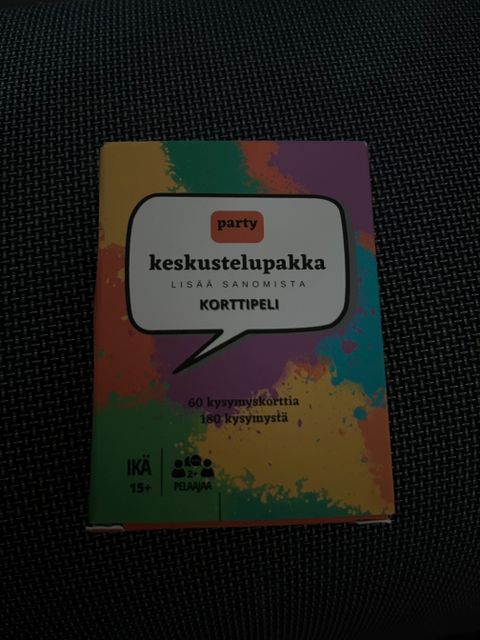 party
keskustelupakka
LISÄÄ SANOMISTA
KORTTIPELI
60 kysymyskorttia
180 kysymystä
IKÄ
15+
2+
PELAAJAA